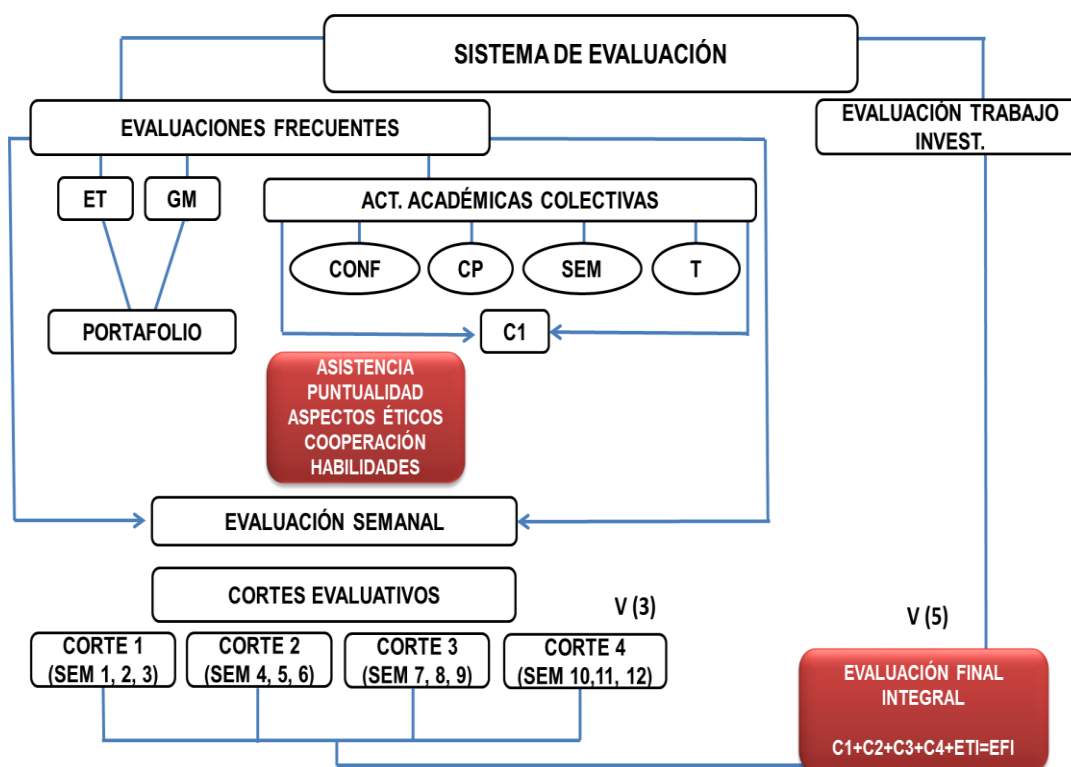 SISTEMA DE EVALUACIÓN
EVALUACIONES FRECUENTES
EVALUACIÓN TRABAJO
INVEST.
ET
GM
ACT. ACADÉMICAS COLECTIVAS
CONF
CP
SEM
T
PORTAFOLIO
C1
ASISTENCIA
PUNTUALIDAD
ASPECTOS ÉTICOS
COOPERACIÓN
HABILIDADES
EVALUACIÓN SEMANAL
CORTES EVALUATIVOS
V (3)
V (5)
CORTE 1
(SEM 1, 2, 3)
CORTE 2
(SEM 4, 5, 6)
CORTE 3
(SEM 7, 8, 9)
CORTE 4
(SEM 10,11, 12)
EVALUACIÓN FINAL
INTEGRAL
C1+C2+C3+C4+ETI=EFI